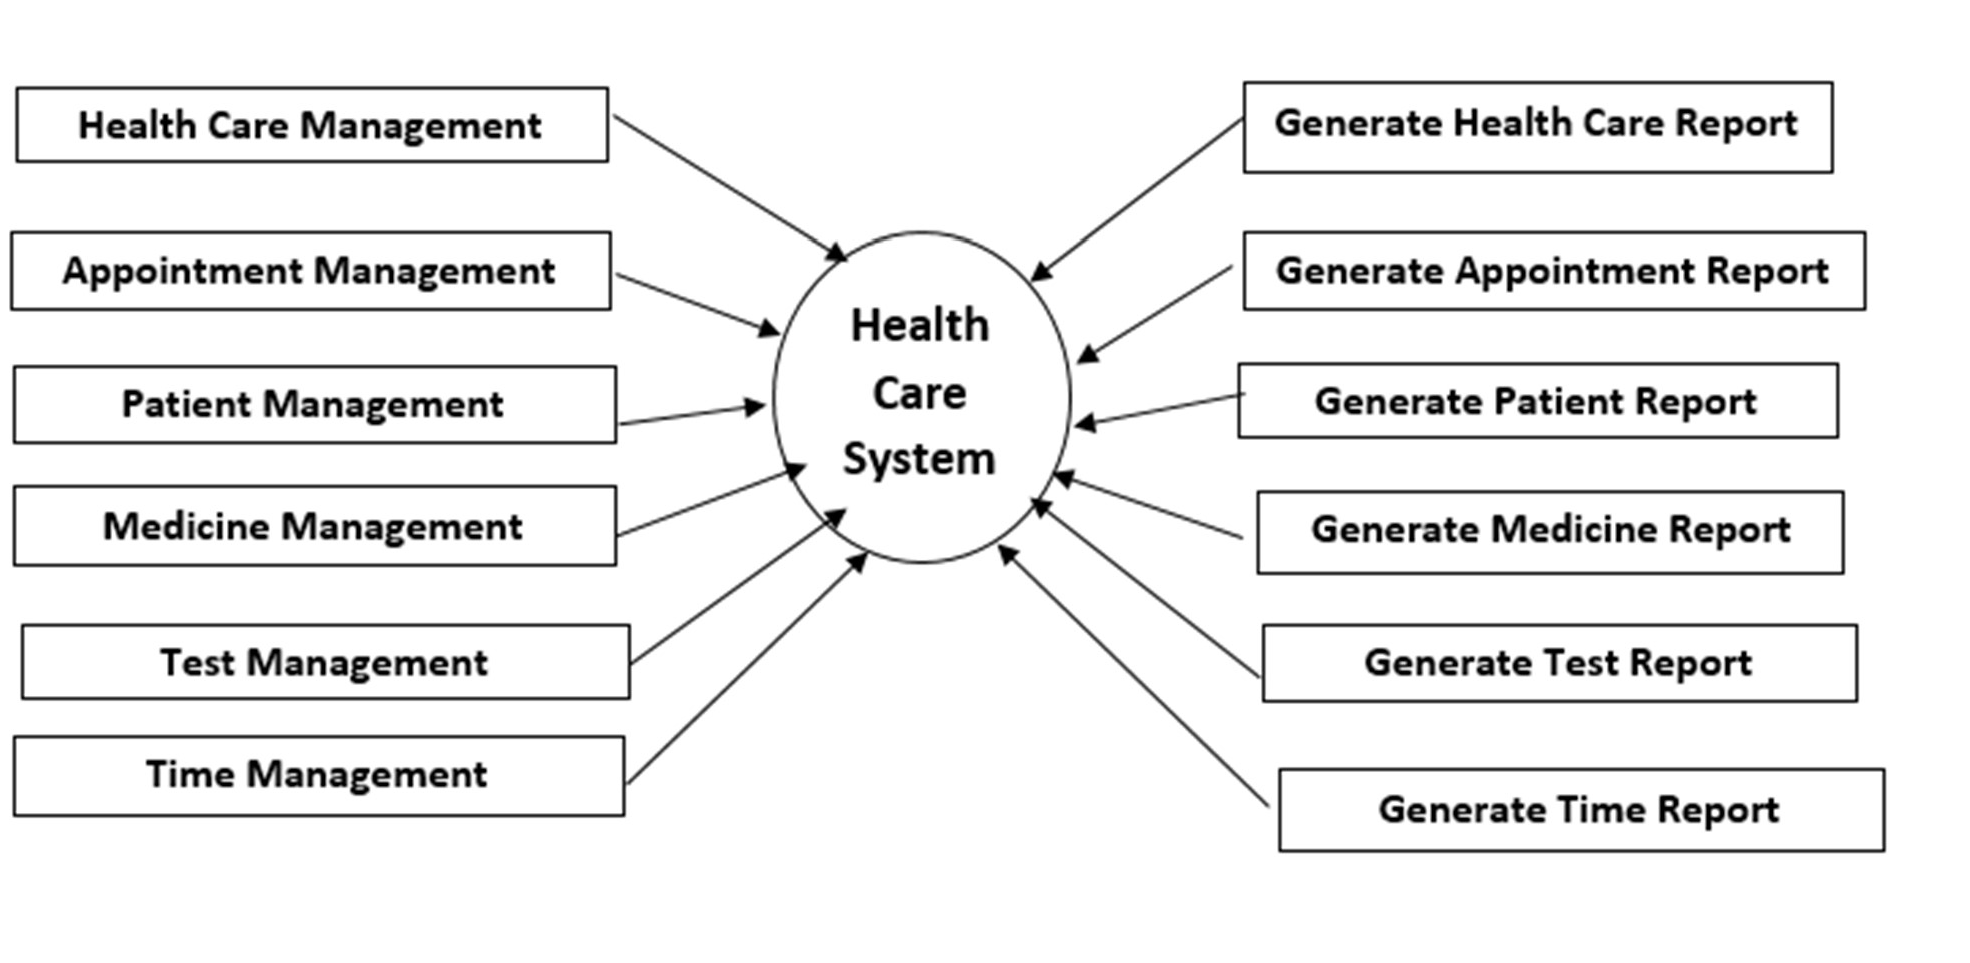 Health Care Management
Appointment Management
Patient Management
Medicine Management
Test Management
Time Management
Health
Care
System
Generate Health Care Report
Generate Appointment Report
Generate Patient Report
Generate Medicine Report
Generate Test Report
Generate Time Report